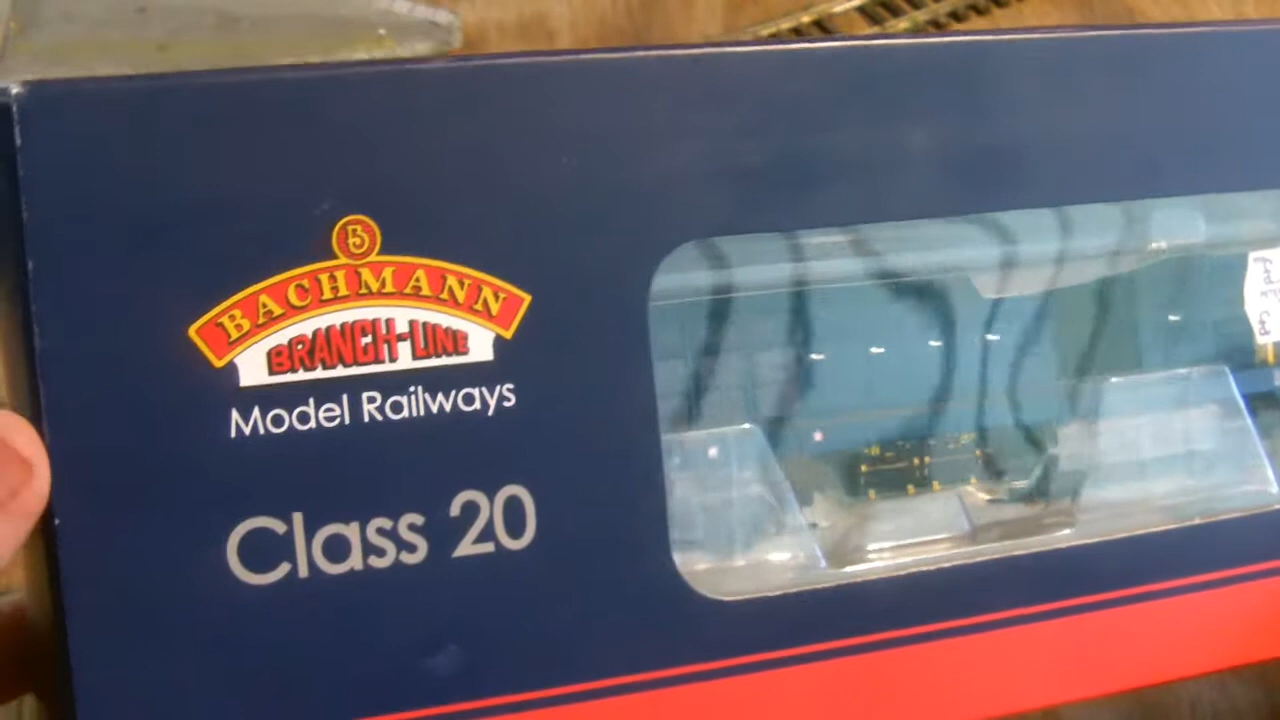 B
BACHMANN
BRANCH-LINE
Model Railways
Class 20